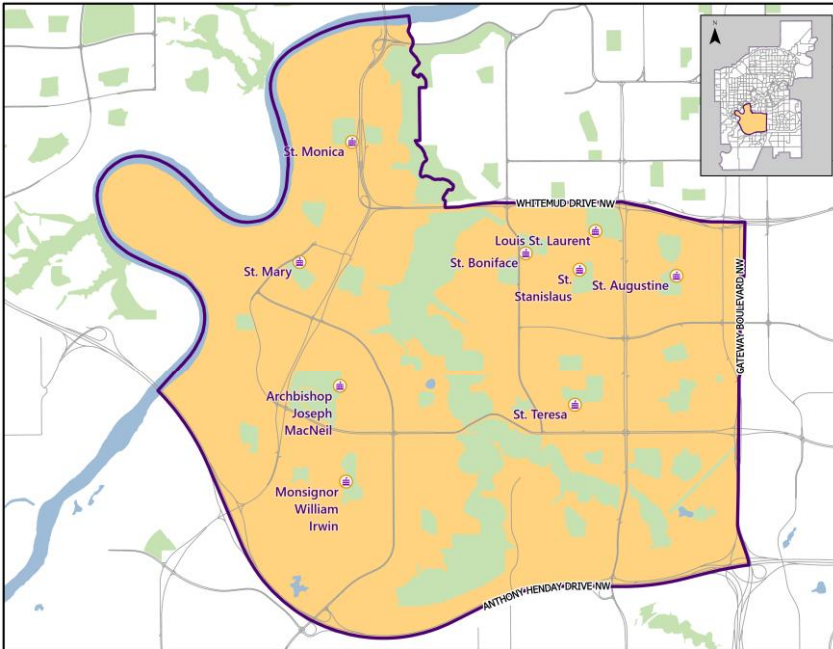 N
St. Monica
WHITEMUD DRIVE NW
Louis St. Laurent
St. Boniface
St. Mary
St.
Stanislaus
St. Augustine
GATEWAY BOULEVARD NW
Archbishop
Joseph
MacNeil
St. Teresa
Monsignor
William
Irwin
ANTHONY HENDAY DRIVE NW